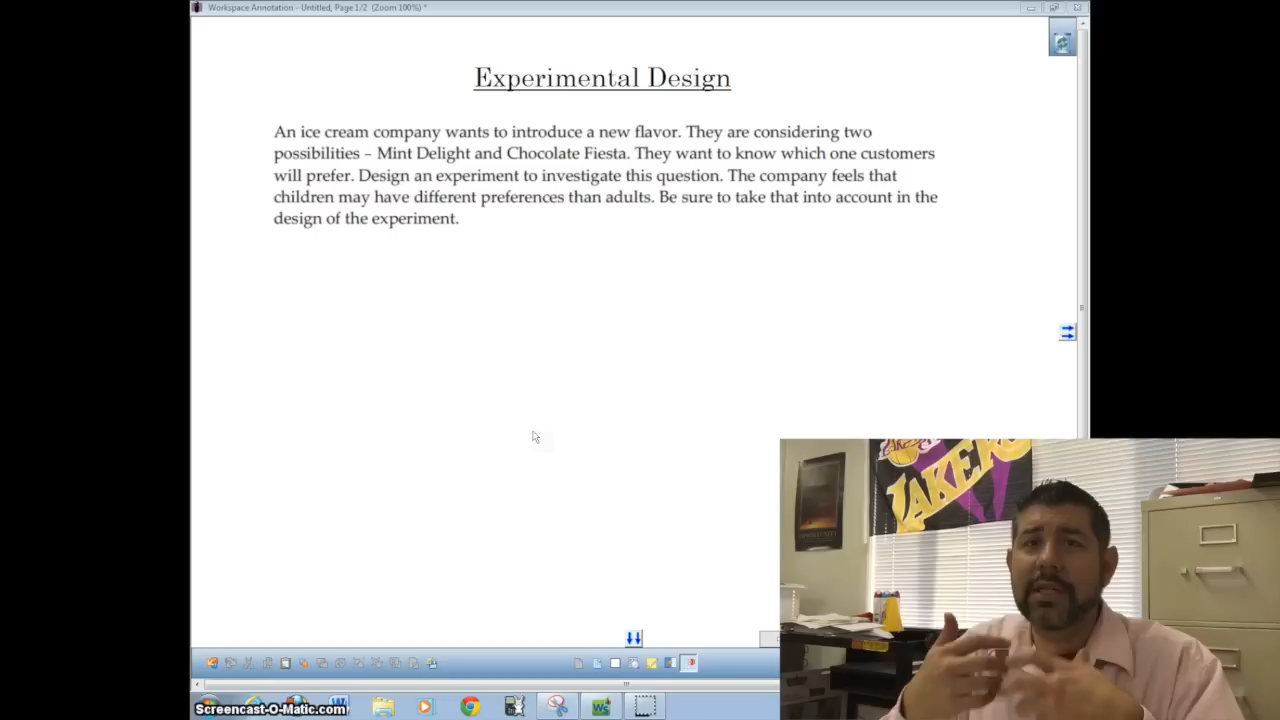 Workspace Annotation - Untitled, Page 1/2 (Zoom 100%) *
Experimental Design
An ice cream company wants to introduce a new flavor. They are considering two
possibilities – Mint Delight and Chocolate Fiesta. They want to know which one customers
will prefer. Design an experiment to investigate this question. The company feels that
children may have different preferences than adults. Be sure to take that into account in the
design of the experiment.
LAKERS
Screencast-O-Matic.com